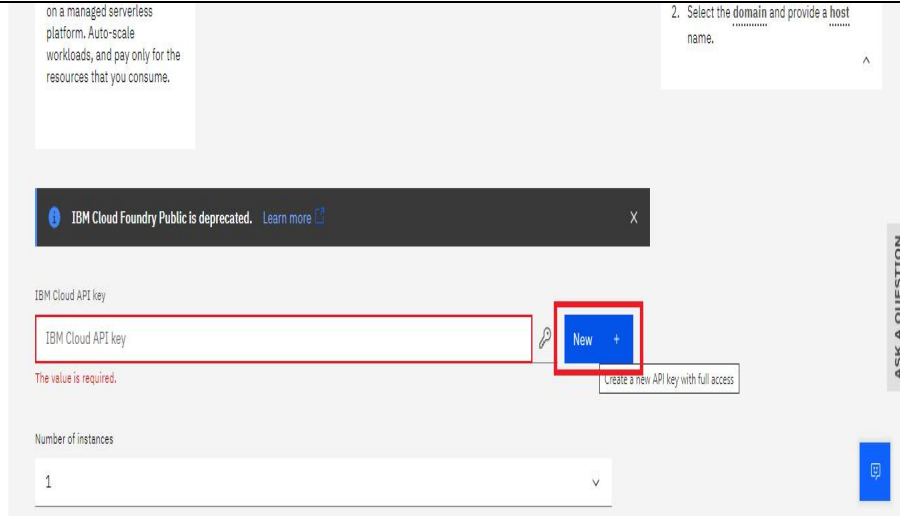 on a managed serverless
platform. Auto-scale
workloads, and pay only for the
resources that you consume.
2. Select the domain and provide a host
name.
IBM Cloud Foundry Public is deprecated. Learn more
IBM Cloud API key
IBM Cloud API key
New +
The value is required.
Create a new API key with full access
Number of instances
1
ASK A QUESTION